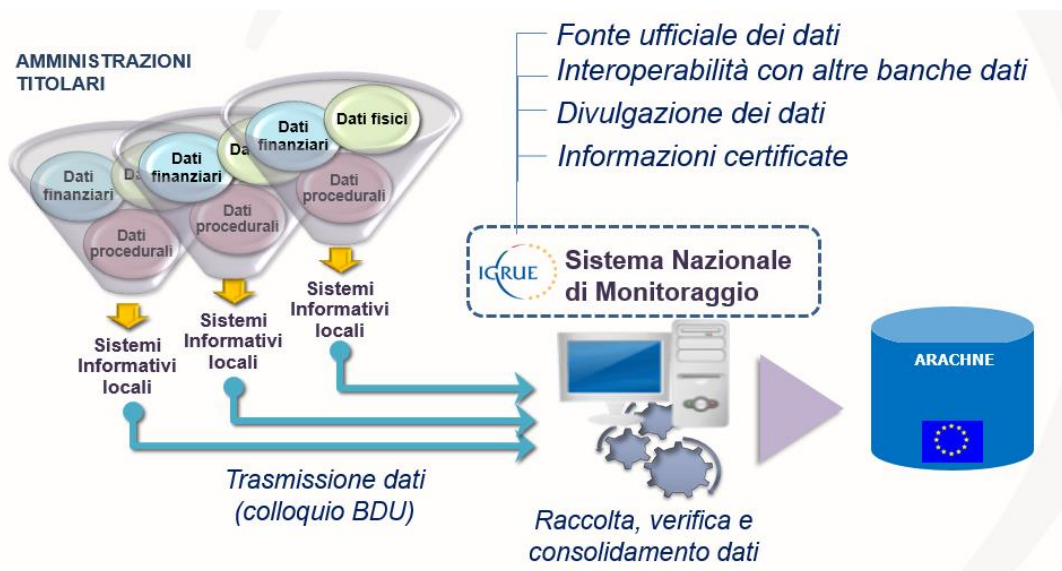 AMMINISTRAZIONI
TITOLARI
Dati
finanziari
Da
Dati
procedurali
Dati
finanziari
Da
Dati
procedurali
Dati
finanziari
Dati fisici
Dati
procedurali
Sistemi
Informativi
locali
Sistemi
Informativi
locali
Sistemi
Informativi
locali
Trasmissione dati
(colloquio BDU)
Fonte ufficiale dei dati
Interoperabilità con altre banche dati
Divulgazione dei dati
Informazioni certificate
IGRUE
Sistema Nazionale
di Monitoraggio
Raccolta, verifica e
consolidamento dati
ARACHNE